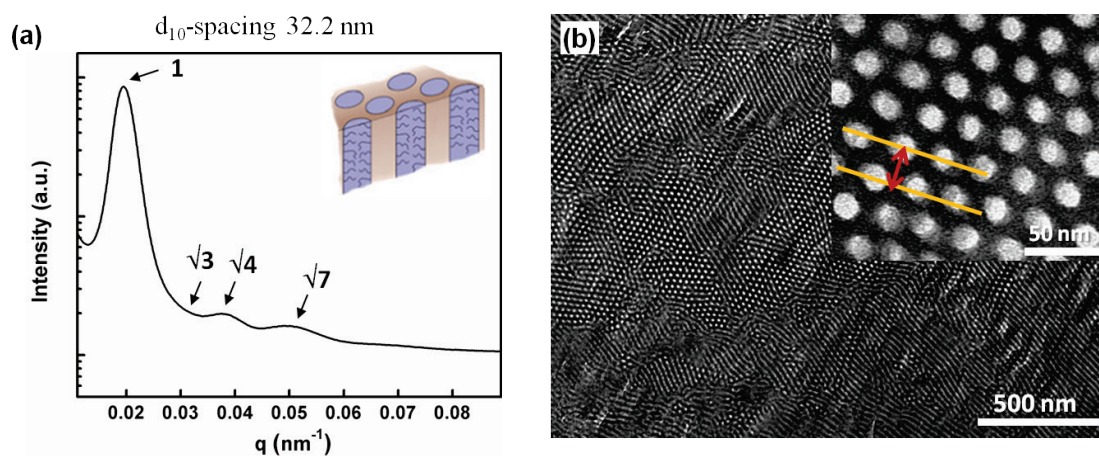 (a)
d₁₀-spacing 32.2 nm
1
√3
√4
√7
Intensity (a.u.)
0.02 0.03 0.04 0.05 0.06 0.07 0.08
q (nm⁻¹)
(b)
50 nm
500 nm